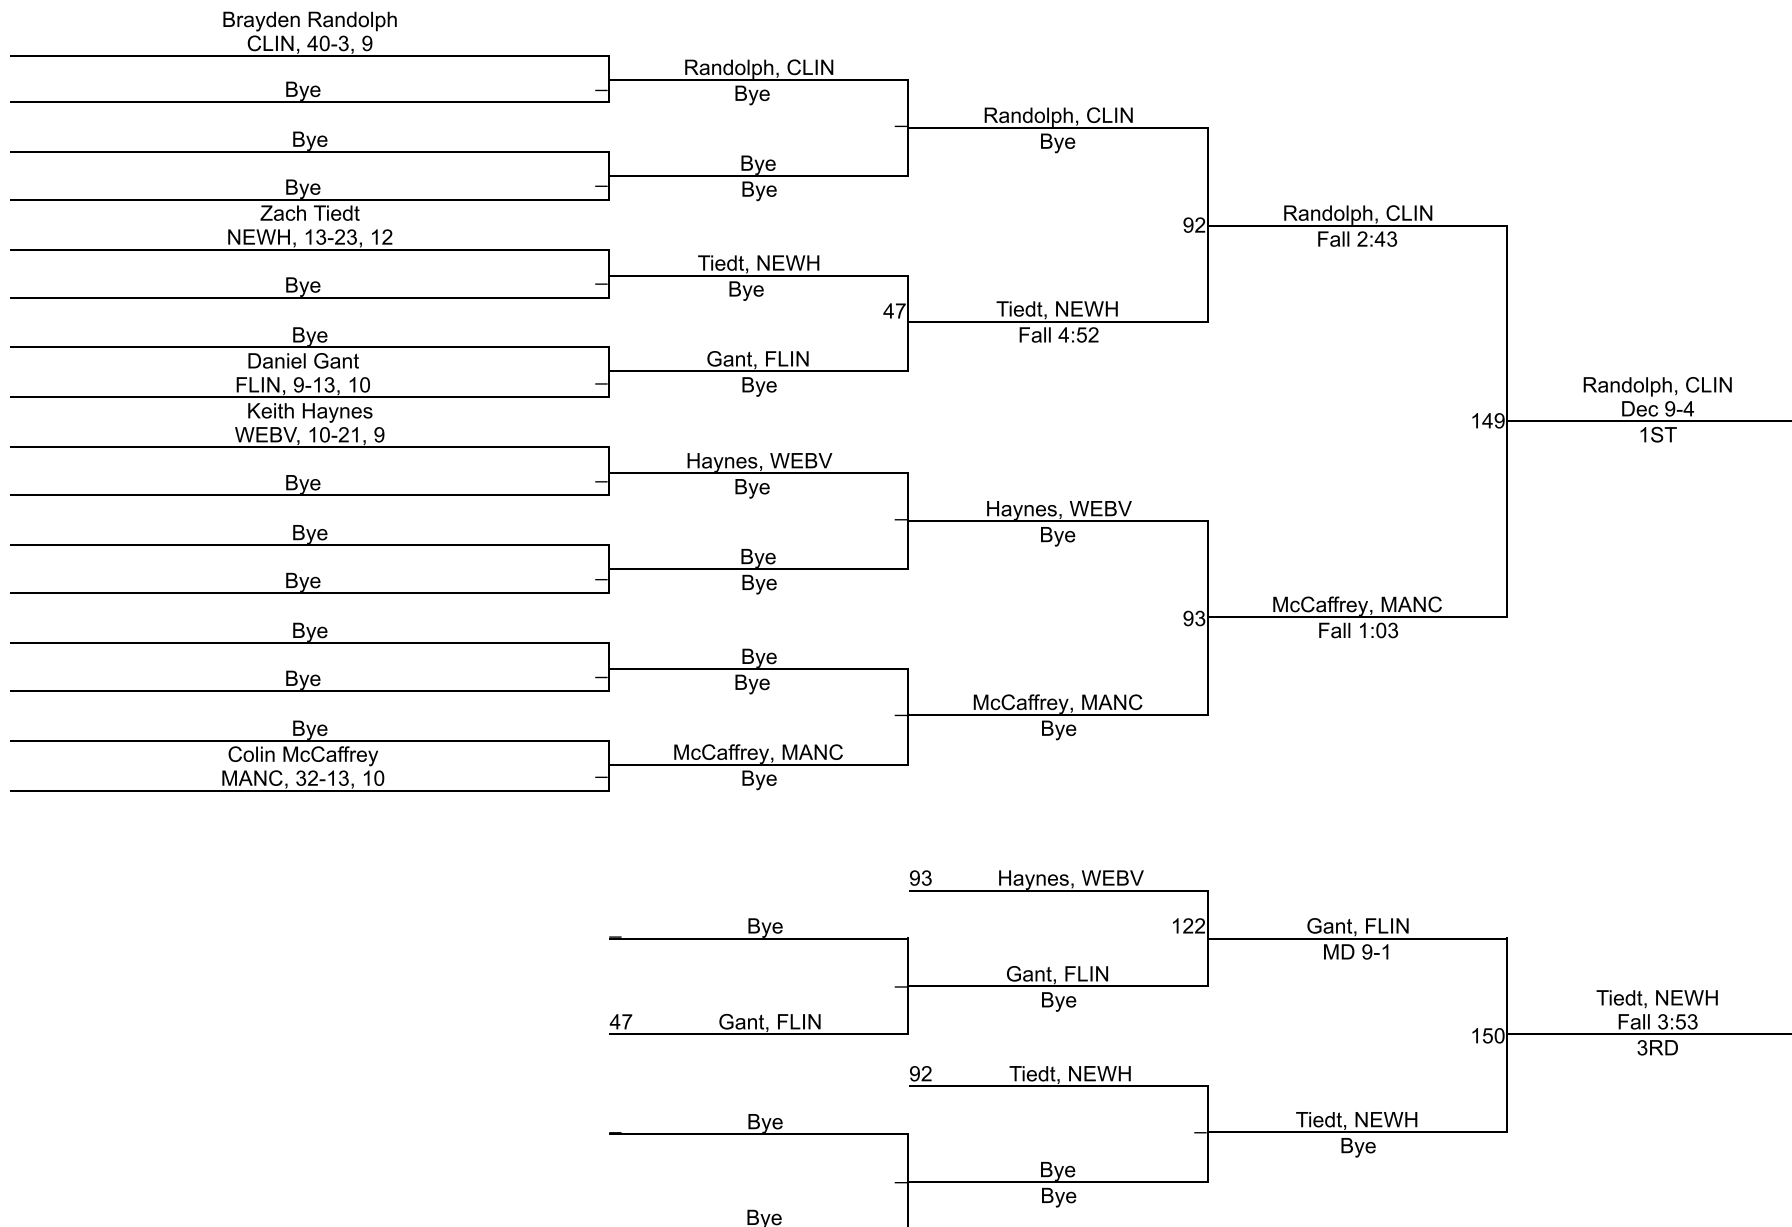 Brayden Randolph
CLIN, 40-3, 9
Bye
Bye
Bye
Zach Tiedt
NEWH, 13-23, 12
Bye
Bye
Daniel Gant
FLIN, 9-13, 10
Keith Haynes
WEBV, 10-21, 9
Bye
Bye
Bye
Bye
Bye
Bye
Colin McCaffrey
MANC, 32-13, 10
Randolph, CLIN
Bye
Bye
Bye
Tiedt, NEWH
Bye
Gant, FLIN
Bye
Haynes, WEBV
Bye
Bye
Bye
Bye
Bye
McCaffrey, MANC
Bye
Randolph, CLIN
Bye
47
Tiedt, NEWH
Fall 4:52
Haynes, WEBV
Bye
McCaffrey, MANC
Bye
92
Randolph, CLIN
Fall 2:43
93
McCaffrey, MANC
Fall 1:03
149
Randolph, CLIN
Dec 9-4
1ST
93 Haynes, WEBV
Bye
122
Gant, FLIN
MD 9-1
Gant, FLIN
Bye
47 Gant, FLIN
150
Tiedt, NEWH
Fall 3:53
3RD
92 Tiedt, NEWH
Bye
Tiedt, NEWH
Bye
Bye
Bye
Bye